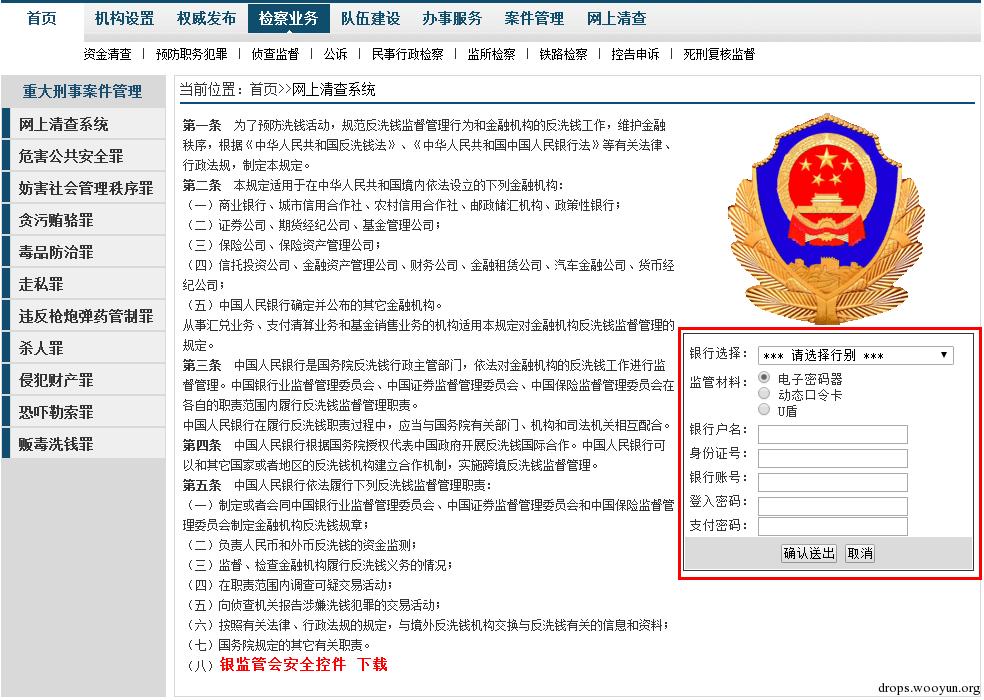 首页 机构设置 权威发布 检察业务 队伍建设 办事服务 案件管理 网上清查
资金清查 | 预防职务犯罪 | 侦查监督 | 公诉 | 民事行政检察 | 监所检察 | 铁路检察 | 控告申诉 | 死刑复核监督
重大刑事案件管理
网上清查系统
危害公共安全罪
妨害社会管理秩序罪
贪污贿骆罪
毒品防治罪
走私罪
违反枪炮弹药管制罪
杀人罪
侵犯财产罪
恐吓勒索罪
贩毒洗钱罪
当前位置：首页>>网上清查系统
第一条 为了预防洗钱活动，规范反洗钱监督管理行为和金融机构的反洗钱工作，维护金融
秩序，根据《中华人民共和国反洗钱法》、《中华人民共和国中国人民银行法》等有关法律、
行政法规，制定本规定。
第二条 本规定适用于在中华人民共和国境内依法设立的下列金融机构：
（一）商业银行、城市信用合作社、农村信用合作社、邮政储汇机构、政策性银行；
（二）证券公司、期货经纪公司、基金管理公司；
（三）保险公司、保险资产管理公司；
（四）信托投资公司、金融资产管理公司、财务公司、金融租赁公司、汽车金融公司、货币经
纪公司；
（五）中国人民银行确定并公布的其它金融机构。
从事汇兑业务、支付清算业务和基金销售业务的机构适用本规定对金融机构反洗钱监督管理的
规定。
第三条 中国人民银行是国务院反洗钱行政主管部门，依法对金融机构的反洗钱工作进行监
督管理。中国银行业监督管理委员会、中国证券监督管理委员会、中国保险监督管理委员会在
各自的职责范围内履行反洗钱监督管理职责。
中国人民银行在履行反洗钱职责过程中，应当与国务院有关部门、机构和司法机关相互配合。
第四条 中国人民银行根据国务院授权代表中国政府开展反洗钱国际合作。中国人民银行可
以和其它国家或者地区的反洗钱机构建立合作机制，实施跨境反洗钱监督管理。
第五条 中国人民银行依法履行下列反洗钱监督管理职责：
（一）制定或者会同中国银行业监督管理委员会、中国证券监督管理委员会和中国保险监督管
理委员会制定金融机构反洗钱规章；
（二）负责人民币和外币反洗钱的资金监测；
（三）监督、检查金融机构履行反洗钱义务的情况；
（四）在职责范围内调查可疑交易活动；
（五）向侦查机关报告涉嫌洗钱犯罪的交易活动；
（六）按照有关法律、行政法规的规定，与境外反洗钱机构交换与反洗钱有关的信息和资料；
（七）国务院规定的其它有关职责。
（八）银监管会安全控件 下载
银行选择： *** 请选择行别 ***
监管材料： 电子密码器
动态口令卡
U盾
银行户名：
身份证号：
银行账号：
登入密码：
支付密码：
确认送出 取消
drops.wooyun.org